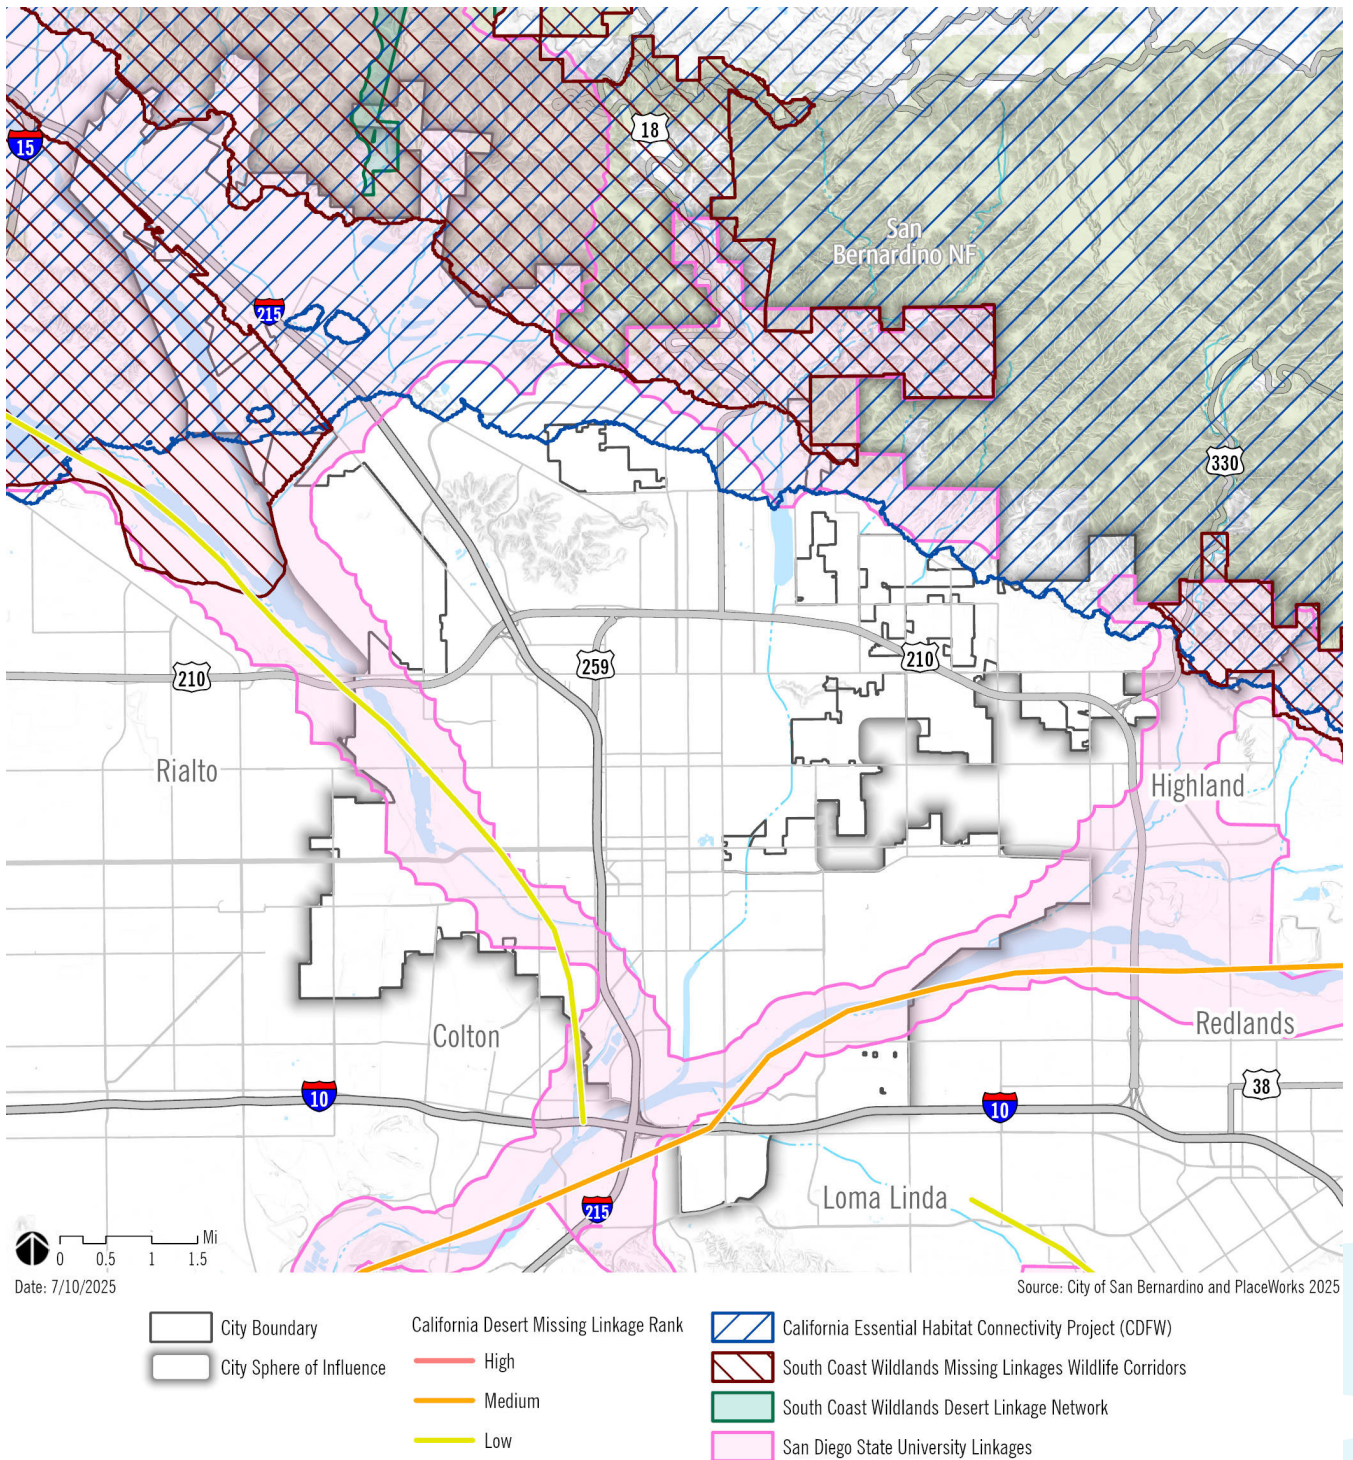 18
15
San
Bernardino NF
215
330
259
210
210
Rialto
Highland
Colton
Redlands
10
10
38
215
Loma Linda
Mi
0 0.5 1 1.5
Date: 7/10/2025
Source: City of San Bernardino and PlaceWorks 2025
City Boundary
City Sphere of Influence
California Desert Missing Linkage Rank
High
Medium
Low
California Essential Habitat Connectivity Project (CDFW)
South Coast Wildlands Missing Linkages Wildlife Corridors
South Coast Wildlands Desert Linkage Network
San Diego State University Linkages